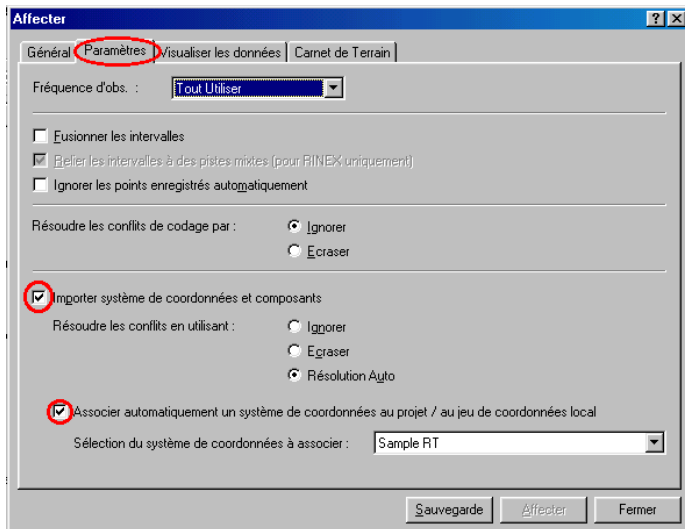 Affecter
Général Paramètres Visualiser les données Carnet de Terrain
Fréquence d'obs. : Tout Utiliser
Fusionner les intervalles
Relier les intervalles à des pistes mixtes (pour RINEX uniquement)
Ignorer les points enregistrés automatiquement
Résoudre les conflits de codage par : Ignorer
Ecraser
Importer système de coordonnées et composants
Résoudre les conflits en utilisant : Ignorer
Ecraser
Résolution Auto
Associer automatiquement un système de coordonnées au projet / au jeu de coordonnées local
Sélection du système de coordonnées à associer : Sample RT
Sauvegarde Affecter Fermer